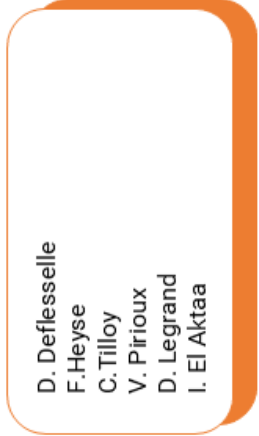 D. Deflesselle
F.Heyse
C.Tilloy
V. Pirioux
D. Legrand
I. El Aktaa